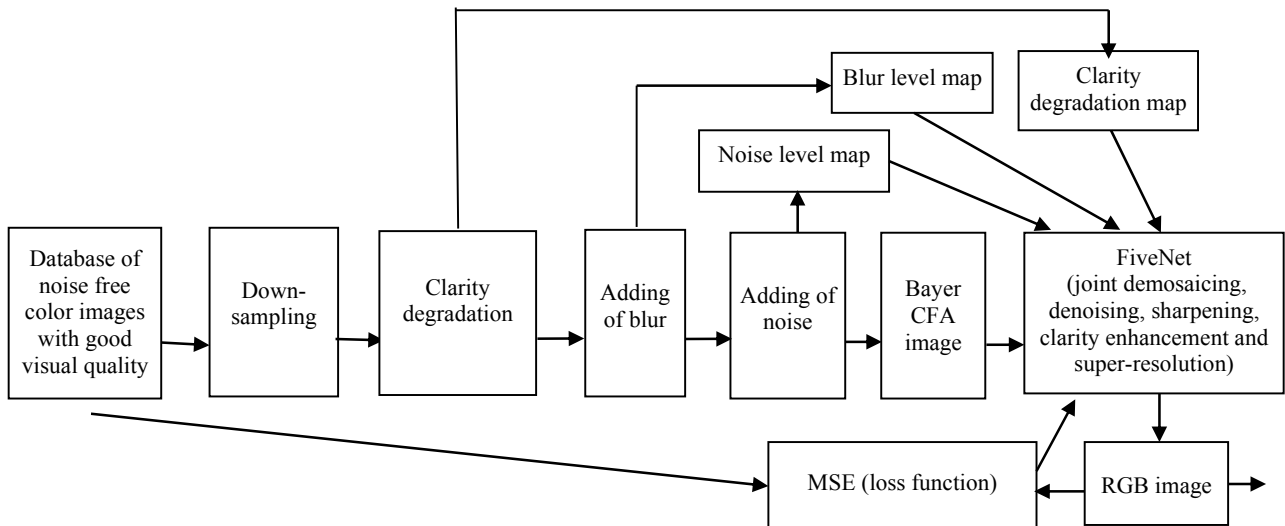 Blur level map
Clarity
degradation map
Noise level map
Database of
noise free
color images
with good
visual quality
Down-
sampling
Clarity
degradation
Adding
of blur
Adding of
noise
Bayer
CFA
image
FiveNet
(joint demosaicing,
denoising, sharpening,
clarity enhancement and
super-resolution)
MSE (loss function)
RGB image